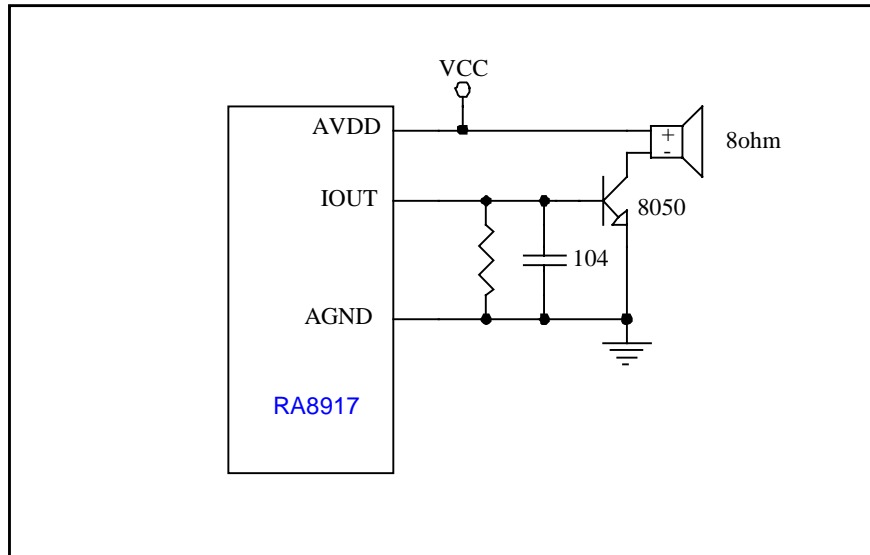 VCC
AVDD
+
-
8ohm
IOUT
8050
104
AGND
RA8917